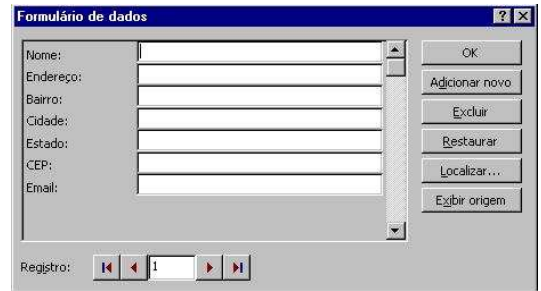 Formulário de dados
Nome:
Endereço:
Bairro:
Cidade:
Estado:
CEP:
Email:
OK
Adicionar novo
Excluir
Restaurar
Localizar...
Exibir origem
Registro: 1